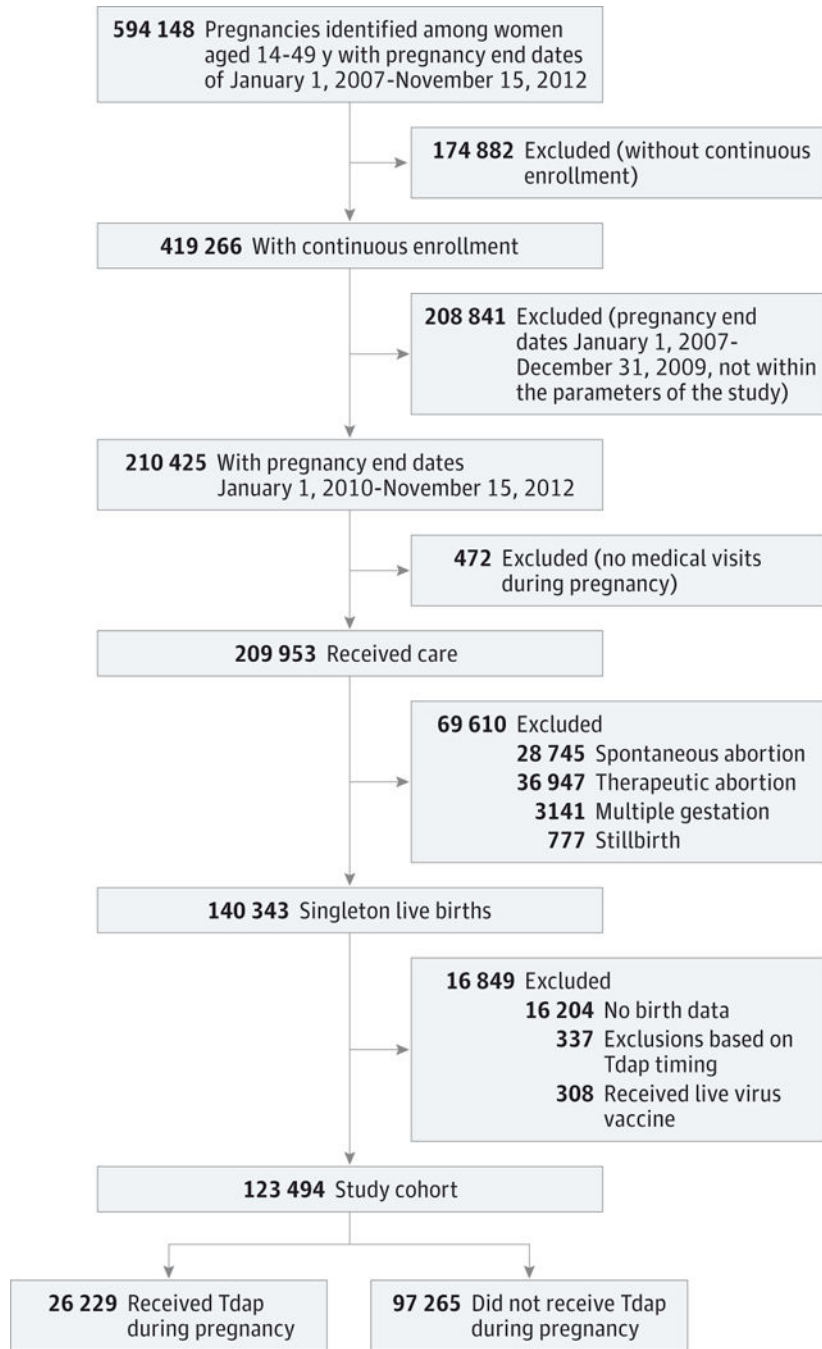 594 148 Pregnancies identified among women
aged 14-49 y with pregnancy end dates
of January 1, 2007-November 15, 2012
174 882 Excluded (without continuous
enrollment)
419 266 With continuous enrollment
208 841 Excluded (pregnancy end
dates January 1, 2007-
December 31, 2009, not within
the parameters of the study)
210 425 With pregnancy end dates
January 1, 2010-November 15, 2012
472 Excluded (no medical visits
during pregnancy)
209 953 Received care
69 610 Excluded
28 745 Spontaneous abortion
36 947 Therapeutic abortion
3141 Multiple gestation
777 Stillbirth
140 343 Singleton live births
16 849 Excluded
16 204 No birth data
337 Exclusions based on
Tdap timing
308 Received live virus
vaccine
123 494 Study cohort
26 229 Received Tdap
during pregnancy
97 265 Did not receive Tdap
during pregnancy